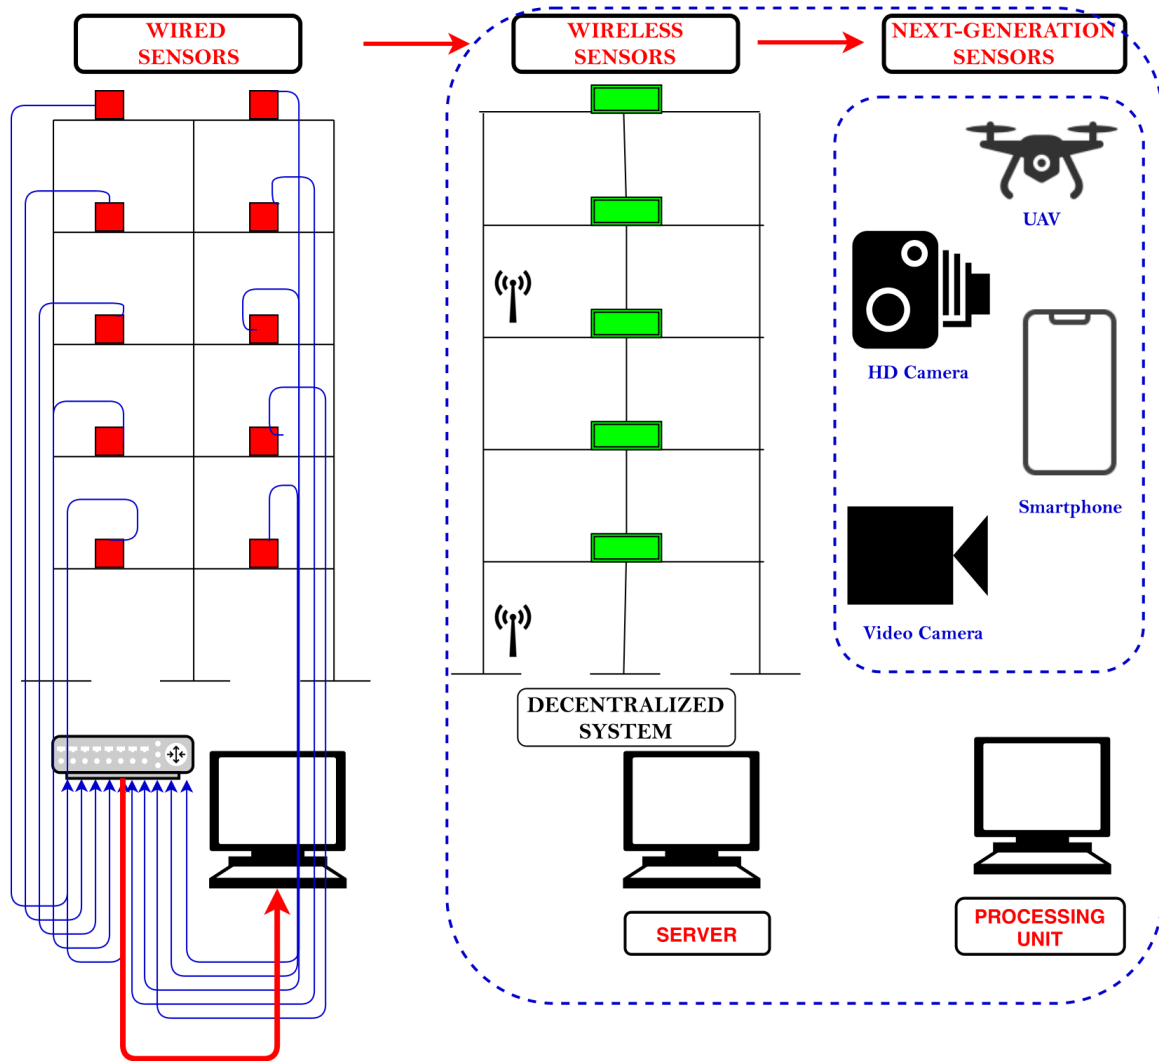 WIRED
SENSORS
WIRELESS
SENSORS
NEXT-GENERATION
SENSORS
UAV
HD Camera
Smartphone
Video Camera
DECENTRALIZED
SYSTEM
SERVER
PROCESSING
UNIT